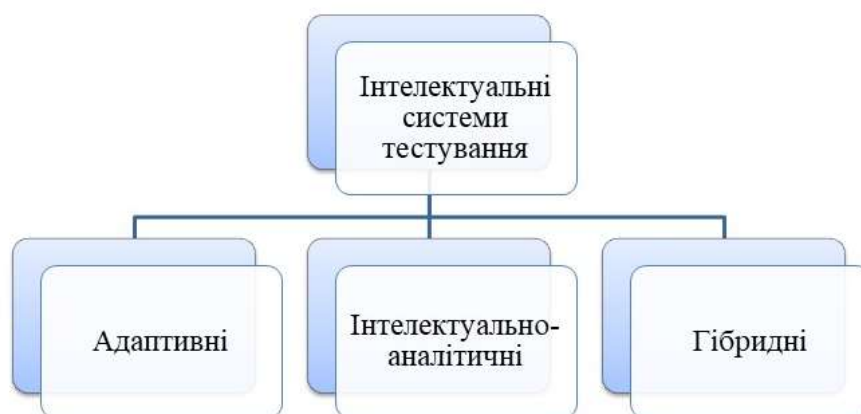 Інтелектуальні
системи
тестування
Адаптивні
Інтелектуально-
аналітичні
Гібридні